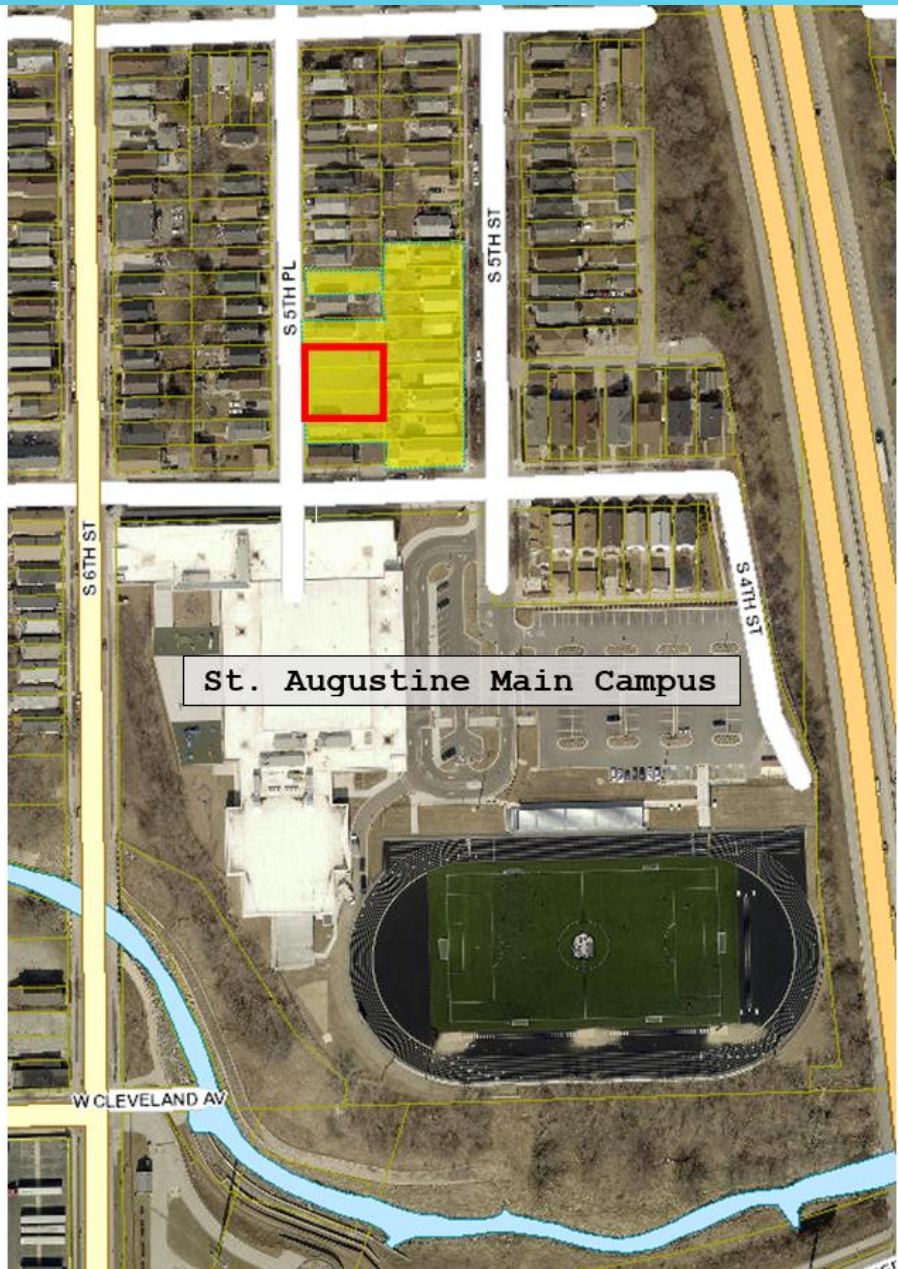 S 5TH PL
S 5TH ST
S 6TH ST
S 4TH ST
St. Augustine Main Campus
W CLEVELAND AV